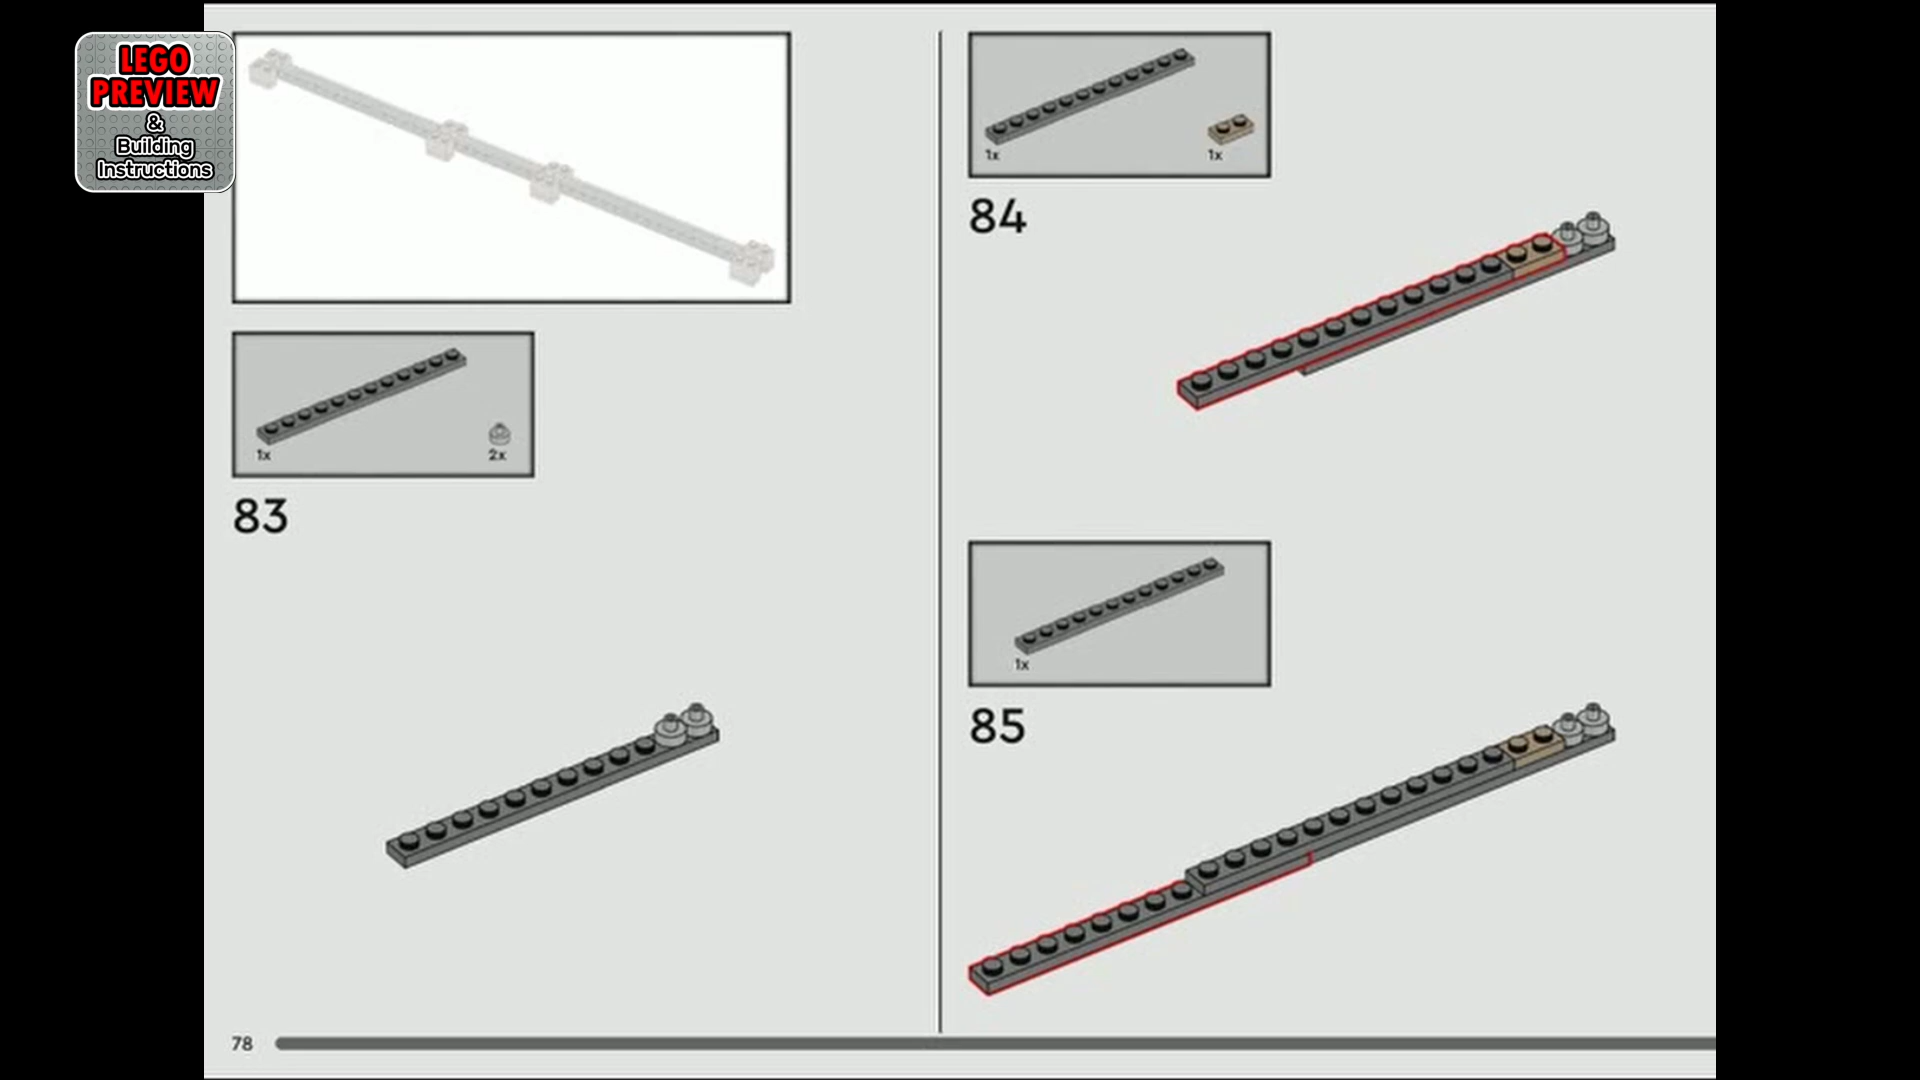 LEGO
PREVIEW
&
Building
Instructions
1x
2x
83
1x
1x
84
1x
85
78